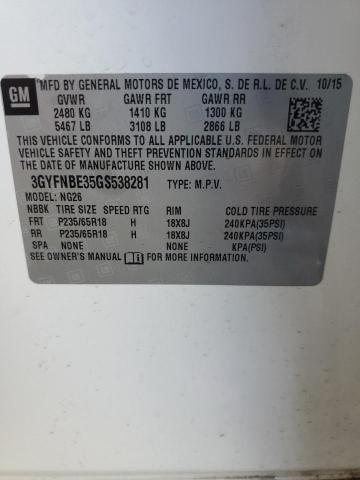 GM
MFD BY GENERAL MOTORS DE MEXICO, S. DE R.L. DE C.V. 10/15
GVWR GAWR FRT GAWR RR
2480 KG 1410 KG 1300 KG
5467 LB 3108 LB 2866 LB
THIS VEHICLE CONFORMS TO ALL APPLICABLE U.S. FEDERAL MOTOR
VEHICLE SAFETY AND THEFT PREVENTION STANDARDS IN EFFECT ON
THE DATE OF MANUFACTURE SHOWN ABOVE.
3GYFNBE35GS538281 TYPE: M.P.V.
MODEL: NG26
NBBK TIRE SIZE SPEED RTG RIM COLD TIRE PRESSURE
FRT P235/65R18 H 18X8J 240KPA(35PSI)
RR P235/65R18 H 18X8J 240KPA(35PSI)
SPA NONE NONE KPA(PSI)
SEE OWNER'S MANUAL FOR MORE INFORMATION.